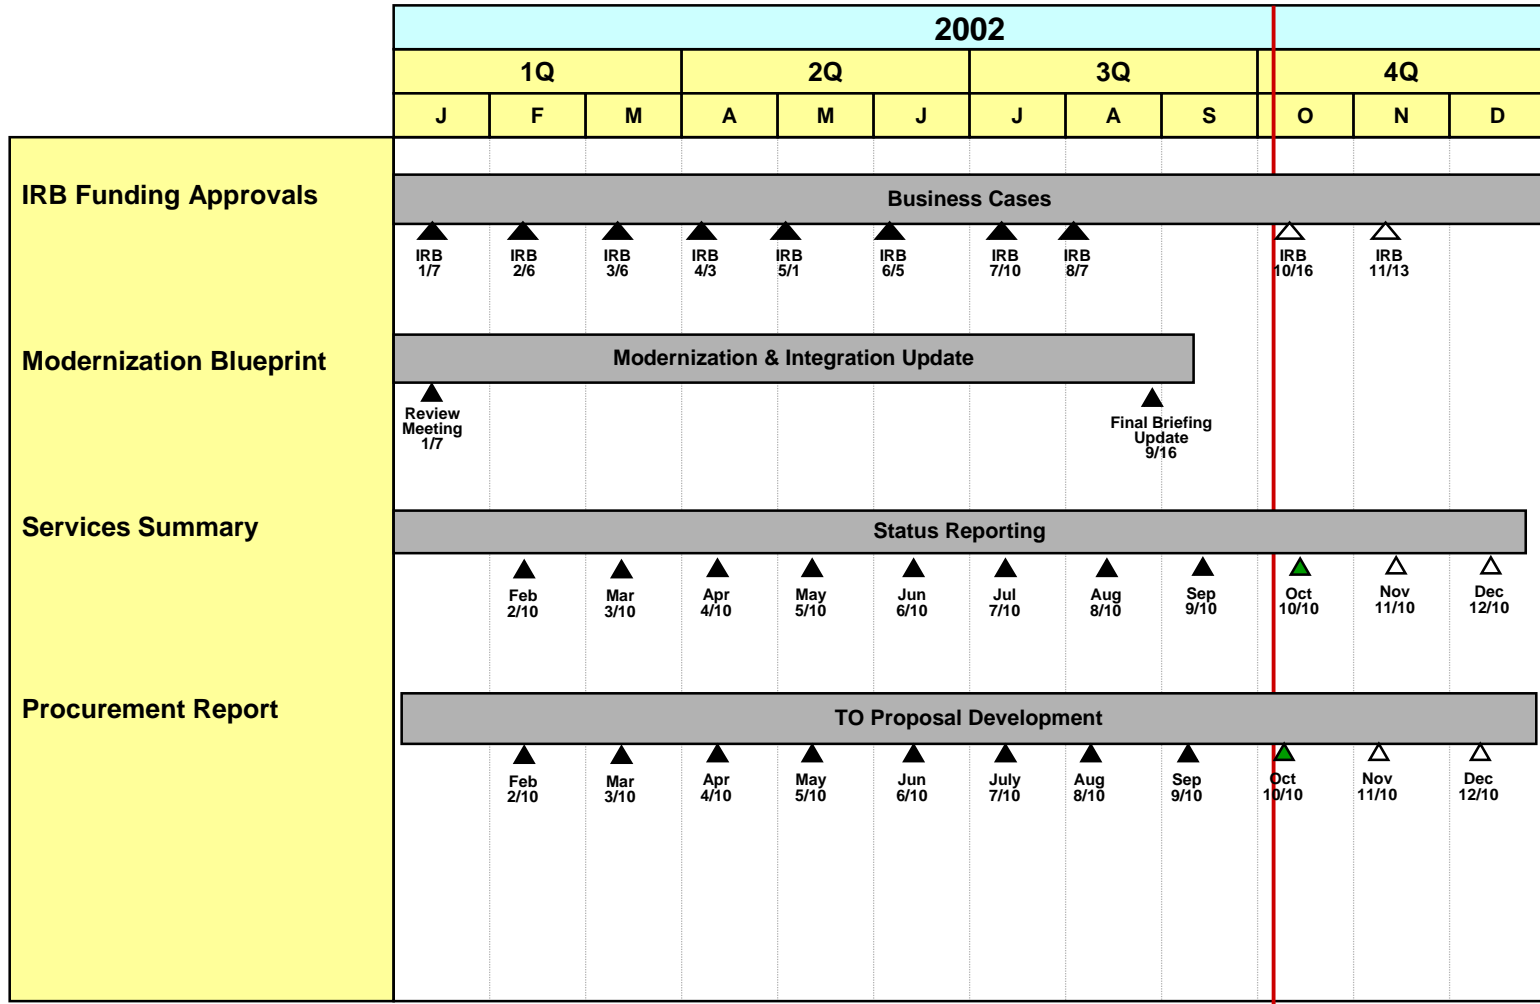 2002
1Q 2Q 3Q 4Q
J F M A M J J A S O N D
IRB Funding Approvals
Business Cases
IRB IRB IRB IRB IRB IRB IRB IRB IRB IRB
1/7 2/6 3/6 4/3 5/1 6/5 7/10 8/7 10/16 11/13
Modernization Blueprint
Modernization & Integration Update
Review
Meeting
1/7
Final Briefing
Update
9/16
Services Summary
Status Reporting
Feb Mar Apr May Jun Jul Aug Sep Oct Nov Dec
2/10 3/10 4/10 5/10 6/10 7/10 8/10 9/10 10/10 11/10 12/10
Procurement Report
TO Proposal Development
Feb Mar Apr May Jun July Aug Sep Oct Nov Dec
2/10 3/10 4/10 5/10 6/10 7/10 8/10 9/10 10/10 11/10 12/10